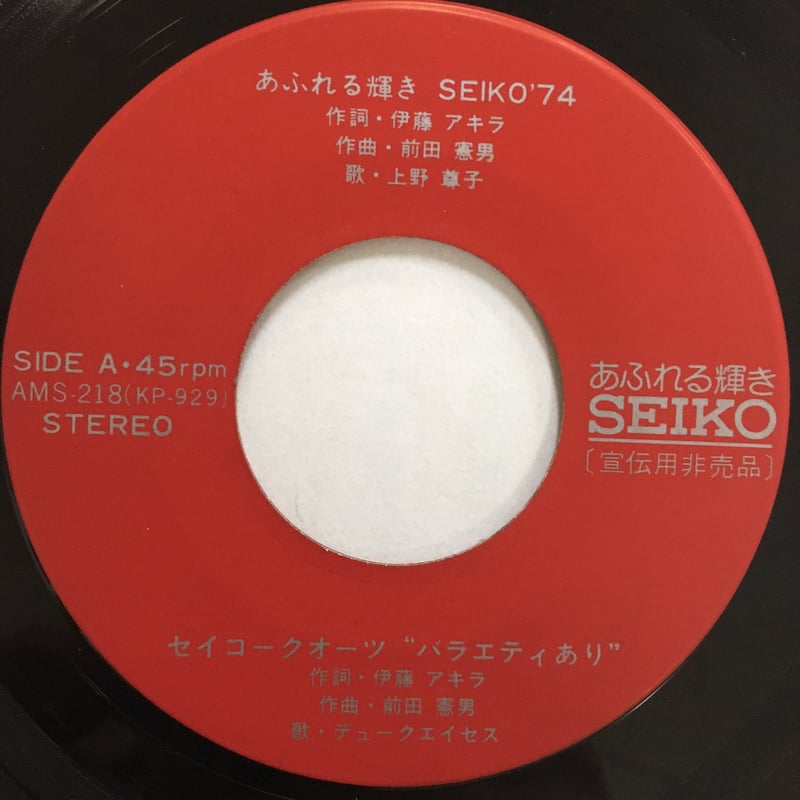 あふれる輝き SEIKO'74
作詞・伊藤 アキラ
作曲・前田 憲男
歌・上野 尊子
SIDE A・45rpm
AMS-218(KP-929)
STEREO
あふれる輝き
SEIKO
〔宣伝用非売品〕
セイコークオーツ “バラエティあり”
作詞・伊藤 アキラ
作曲・前田 憲男
歌・デュークエイセス